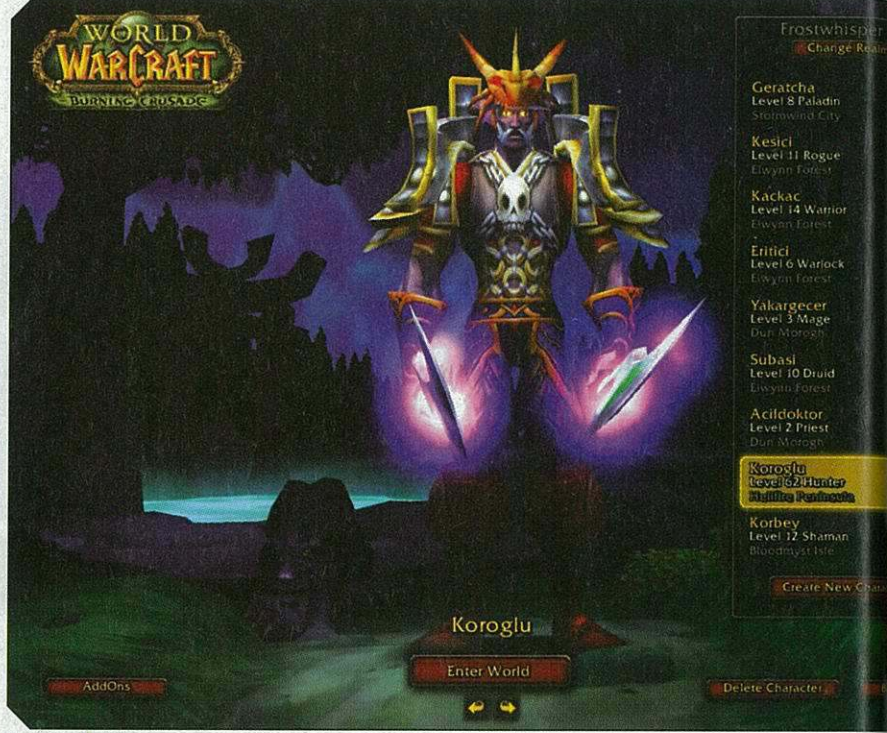 WORLD
WARCRAFT
BURNING CRUSADE
Frostwhisper
Change
Geratcha
Level 8 Paladin
Stormwind City
Kesici
Level 11 Rogue
Elwynn Forest
Kackac
Level 14 Warrior
Elwynn Forest
Eritici
Level 6 Warlock
Elwynn Forest
Yakargecer
Level 3 Mage
Dun Morogh
Subasi
Level 10 Druid
Elwynn Forest
Acildoktor
Level 2 Priest
Dun Morogh
Koroglu
Level 62 Hunter
Hellfire Peninsula
Korbey
Level 12 Shaman
Bloodmyst Isle
Create New
Koroglu
Enter World
AddOns
Delete Character